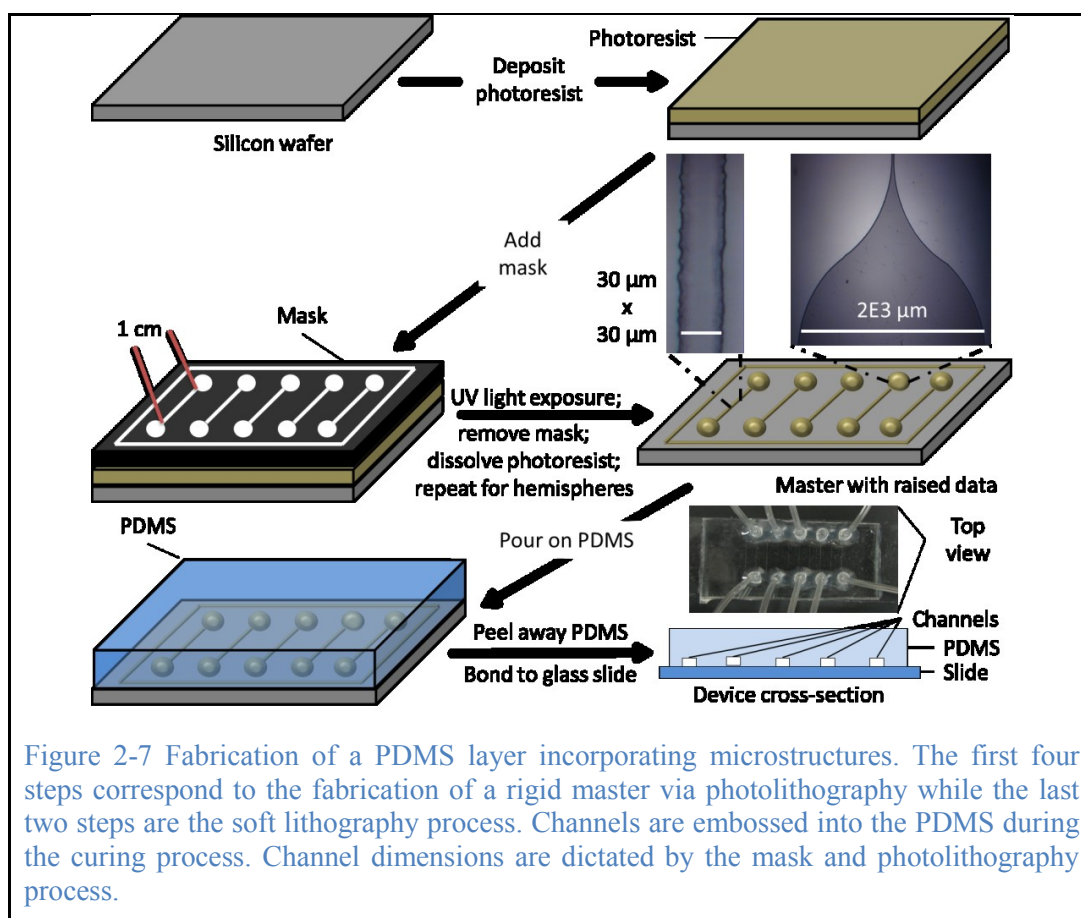 Photoresist
Deposit
photoresist
Silicon wafer
Add
mask
30 µm
x
30 µm
2E3 µm
1 cm
Mask
UV light exposure;
remove mask;
dissolve photoresist;
repeat for hemispheres
Master with raised data
PDMS
Pour on PDMS
Top
view
Peel away PDMS
Bond to glass slide
Channels
PDMS
Slide
Device cross-section
Figure 2-7 Fabrication of a PDMS layer incorporating microstructures. The first four
steps correspond to the fabrication of a rigid master via photolithography while the last
two steps are the soft lithography process. Channels are embossed into the PDMS during
the curing process. Channel dimensions are dictated by the mask and photolithography
process.